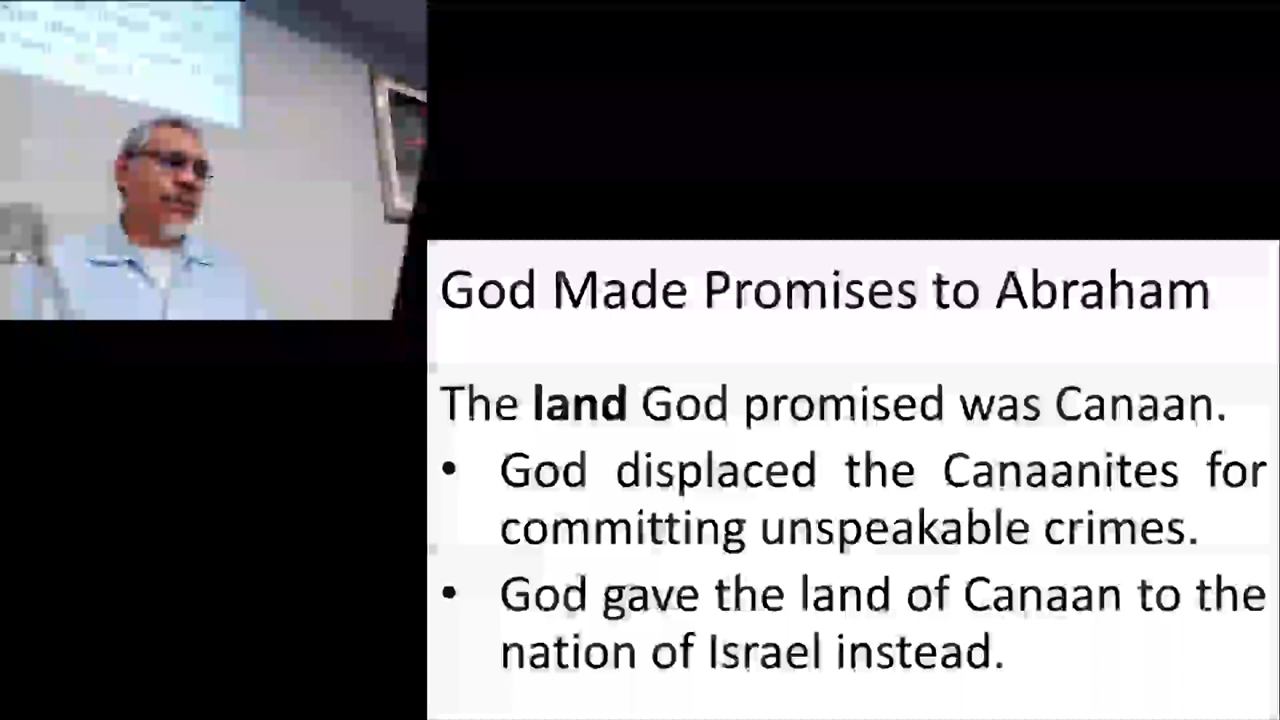 God Made Promises to Abraham
The land God promised was Canaan.
• God displaced the Canaanites for
committing unspeakable crimes.
• God gave the land of Canaan to the
nation of Israel instead.